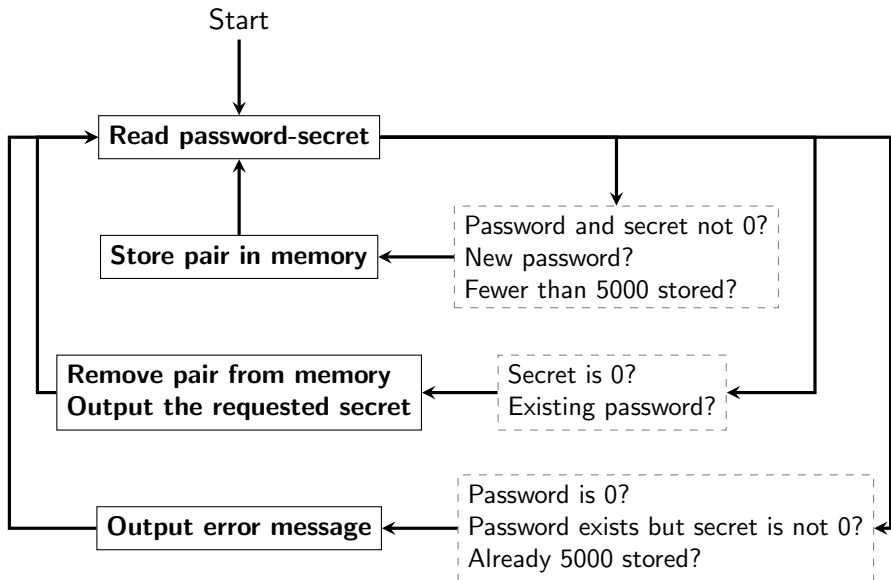 Start
Read password-secret
Password and secret not 0?
New password?
Fewer than 5000 stored?
Store pair in memory
Remove pair from memory
Output the requested secret
Secret is 0?
Existing password?
Password is 0?
Password exists but secret is not 0?
Already 5000 stored?
Output error message